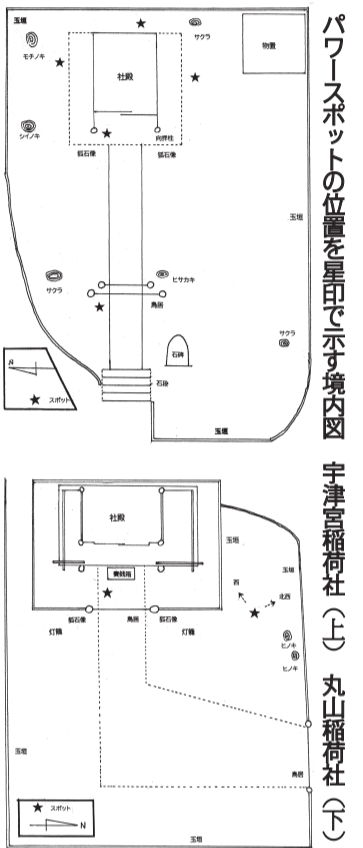 パワースポットの位置を星印で示す境内図　宇津宮稲荷社（上）　丸山稲荷社（下）
玉垣
モチノキ
サクラ
物置
社殿
シイノキ
向拝柱
狐石像
狐石像
玉垣
サクラ
ヒサカキ
鳥居
サクラ
石碑
N
スポット
石段
玉垣
社殿
玉垣
玉垣
賽銭箱
西
北西
狐石像
鳥居
狐石像
灯籠
灯籠
ヒノキ
ヒノキ
玉垣
鳥居
スポット
N
玉垣